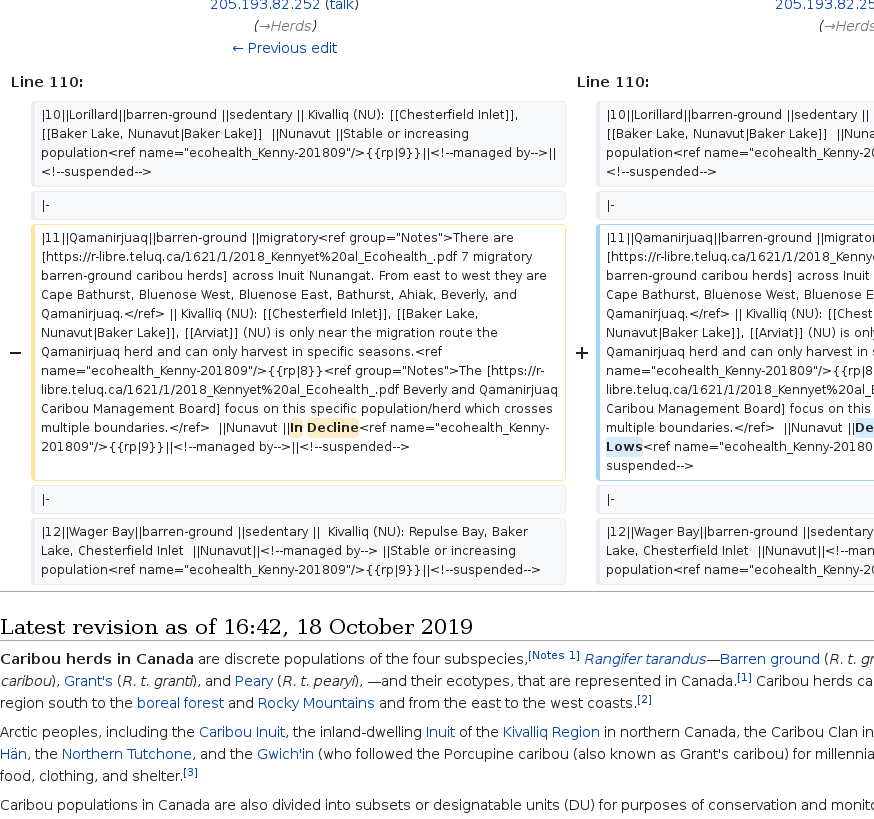 205.193.82.252 (talk)
(→Herds)
← Previous edit
Line 110:
|10||Lorillard||barren-ground ||sedentary || Kivalliq (NU): [[Chesterfield Inlet]],
[[Baker Lake, Nunavut|Baker Lake]]  ||Nunavut ||Stable or increasing
population<ref name="ecohealth_Kenny-201809"/>{{rp|9}}||<!--managed by-->||
<!--suspended-->
|-
|11||Qamanirjuaq||barren-ground ||migratory<ref group="Notes">There are
[https://r-libre.teluq.ca/1621/1/2018_Kennyet%20al_Ecohealth_.pdf 7 migratory
barren-ground caribou herds] across Inuit Nunangat. From east to west they are
Cape Bathurst, Bluenose West, Bluenose East, Bathurst, Ahiak, Beverly, and
Qamanirjuaq.</ref> || Kivalliq (NU): [[Chesterfield Inlet]], [[Baker Lake,
Nunavut|Baker Lake]], [[Arviat]] (NU) is only near the migration route the
− Qamanirjuaq herd and can only harvest in specific seasons.<ref
name="ecohealth_Kenny-201809"/>{{rp|8}}<ref group="Notes">The [https://r-
libre.teluq.ca/1621/1/2018_Kennyet%20al_Ecohealth_.pdf Beverly and Qamanirjuaq
Caribou Management Board] focus on this specific population/herd which crosses
multiple boundaries.</ref>  ||Nunavut ||In Decline<ref name="ecohealth_Kenny-
201809"/>{{rp|9}}||<!--managed by-->||<!--suspended-->
|-
|12||Wager Bay||barren-ground ||sedentary ||  Kivalliq (NU): Repulse Bay, Baker
Lake, Chesterfield Inlet  ||Nunavut||<!--managed by--> ||Stable or increasing
population<ref name="ecohealth_Kenny-201809"/>{{rp|9}}||<!--suspended-->
205.193.82.25
(→Herds
Line 110:
|10||Lorillard||barren-ground ||sedentary ||
[[Baker Lake, Nunavut|Baker Lake]]  ||Nuna
population<ref name="ecohealth_Kenny-20
<!--suspended-->
|-
|11||Qamanirjuaq||barren-ground ||migrator
[https://r-libre.teluq.ca/1621/1/2018_Kenny
barren-ground caribou herds] across Inuit
Cape Bathurst, Bluenose West, Bluenose E
Qamanirjuaq.</ref> || Kivalliq (NU): [[Chest
Nunavut|Baker Lake]], [[Arviat]] (NU) is only
+ Qamanirjuaq herd and can only harvest in s
name="ecohealth_Kenny-201809"/>{{rp|8
libre.teluq.ca/1621/1/2018_Kennyet%20al_E
Caribou Management Board] focus on this
multiple boundaries.</ref>  ||Nunavut ||De
Lows<ref name="ecohealth_Kenny-20180
suspended-->
|-
|12||Wager Bay||barren-ground ||sedentary
Lake, Chesterfield Inlet  ||Nunavut||<!--man
population<ref name="ecohealth_Kenny-20
Latest revision as of 16:42, 18 October 2019
Caribou herds in Canada are discrete populations of the four subspecies,[Notes 1] Rangifer tarandus—Barren ground (R. t. gr
caribou), Grant's (R. t. granti), and Peary (R. t. pearyi), —and their ecotypes, that are represented in Canada.[1] Caribou herds ca
region south to the boreal forest and Rocky Mountains and from the east to the west coasts.[2]
Arctic peoples, including the Caribou Inuit, the inland-dwelling Inuit of the Kivalliq Region in northern Canada, the Caribou Clan in
Hän, the Northern Tutchone, and the Gwich'in (who followed the Porcupine caribou (also known as Grant's caribou) for millennia
food, clothing, and shelter.[3]
Caribou populations in Canada are also divided into subsets or designatable units (DU) for purposes of conservation and monito